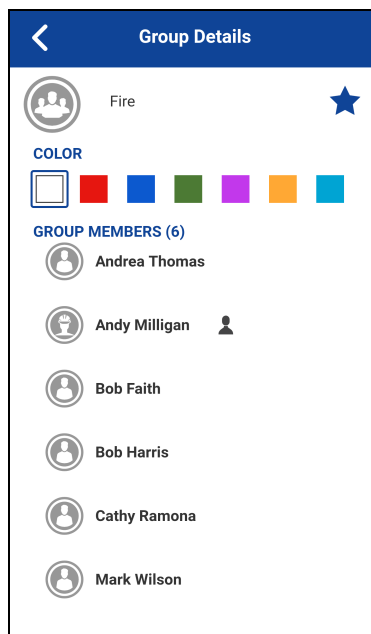 Group Details
Fire
COLOR
GROUP MEMBERS (6)
Andrea Thomas
Andy Milligan
Bob Faith
Bob Harris
Cathy Ramona
Mark Wilson